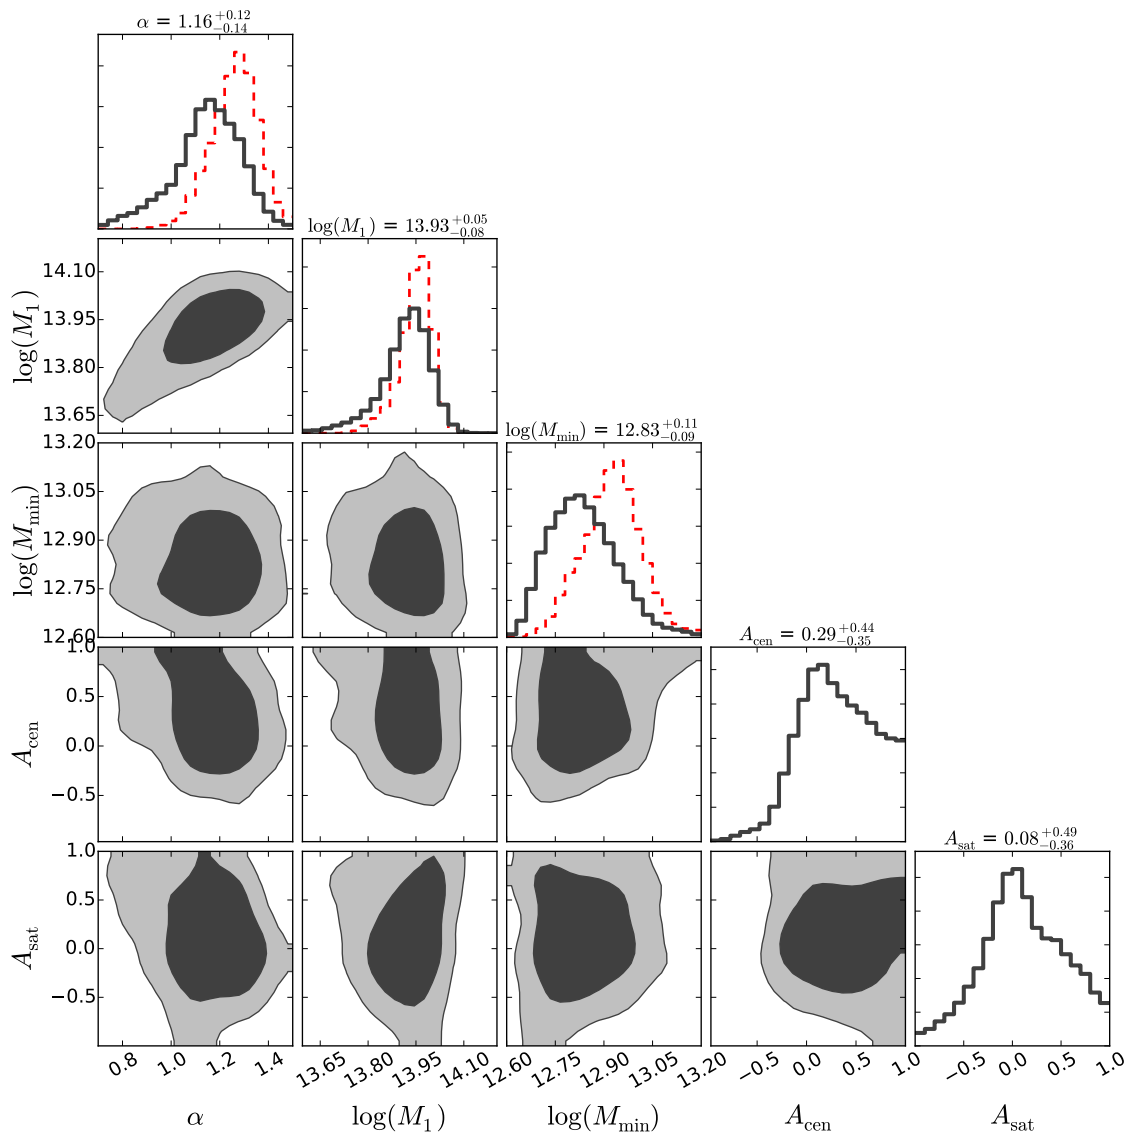 α = 1.16 +0.12 −0.14
log(M₁) = 13.93 +0.05 −0.08
14.10
13.95
13.80
13.65
log(M₁)
log(M_min) = 12.83 +0.11 −0.09
13.20
13.05
12.90
12.75
12.60
log(M_min)
A_cen = 0.29 +0.44 −0.35
1.0
0.5
0.0
−0.5
A_cen
A_sat = 0.08 +0.49 −0.36
1.0
0.5
0.0
−0.5
A_sat
0.8 1.0 1.2 1.4 13.65 13.80 13.95 14.10 12.60 12.75 12.90 13.05 13.20 −0.5 0.0 0.5 1.0 −0.5 0.0 0.5 1.0
α log(M₁) log(M_min) A_cen A_sat